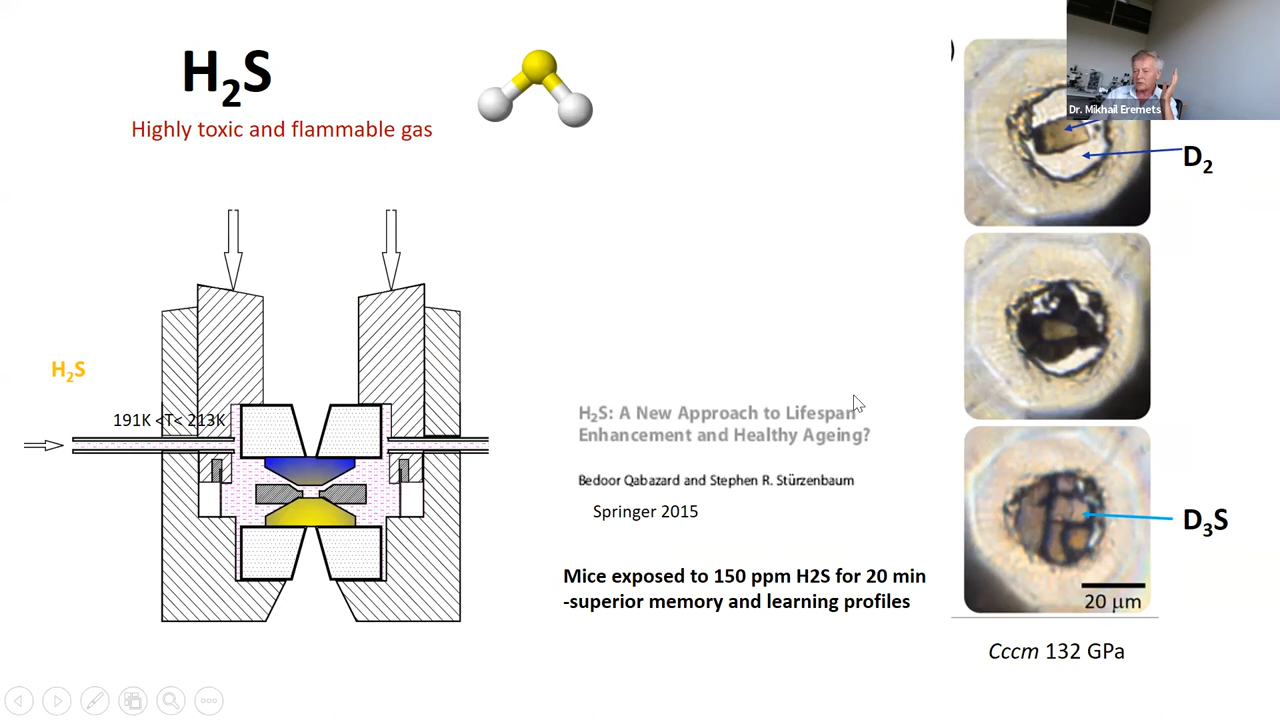 H₂S
Highly toxic and flammable gas
H₂S
191K <T< 213K
H₂S: A New Approach to Lifespan
Enhancement and Healthy Ageing?
Bedoor Qabazard and Stephen R. Stürzenbaum
Springer 2015
Mice exposed to 150 ppm H2S for 20 min
-superior memory and learning profiles
)
Dr. Mikhail Eremets
D₂
D₃S
20 μm
Cccm 132 GPa